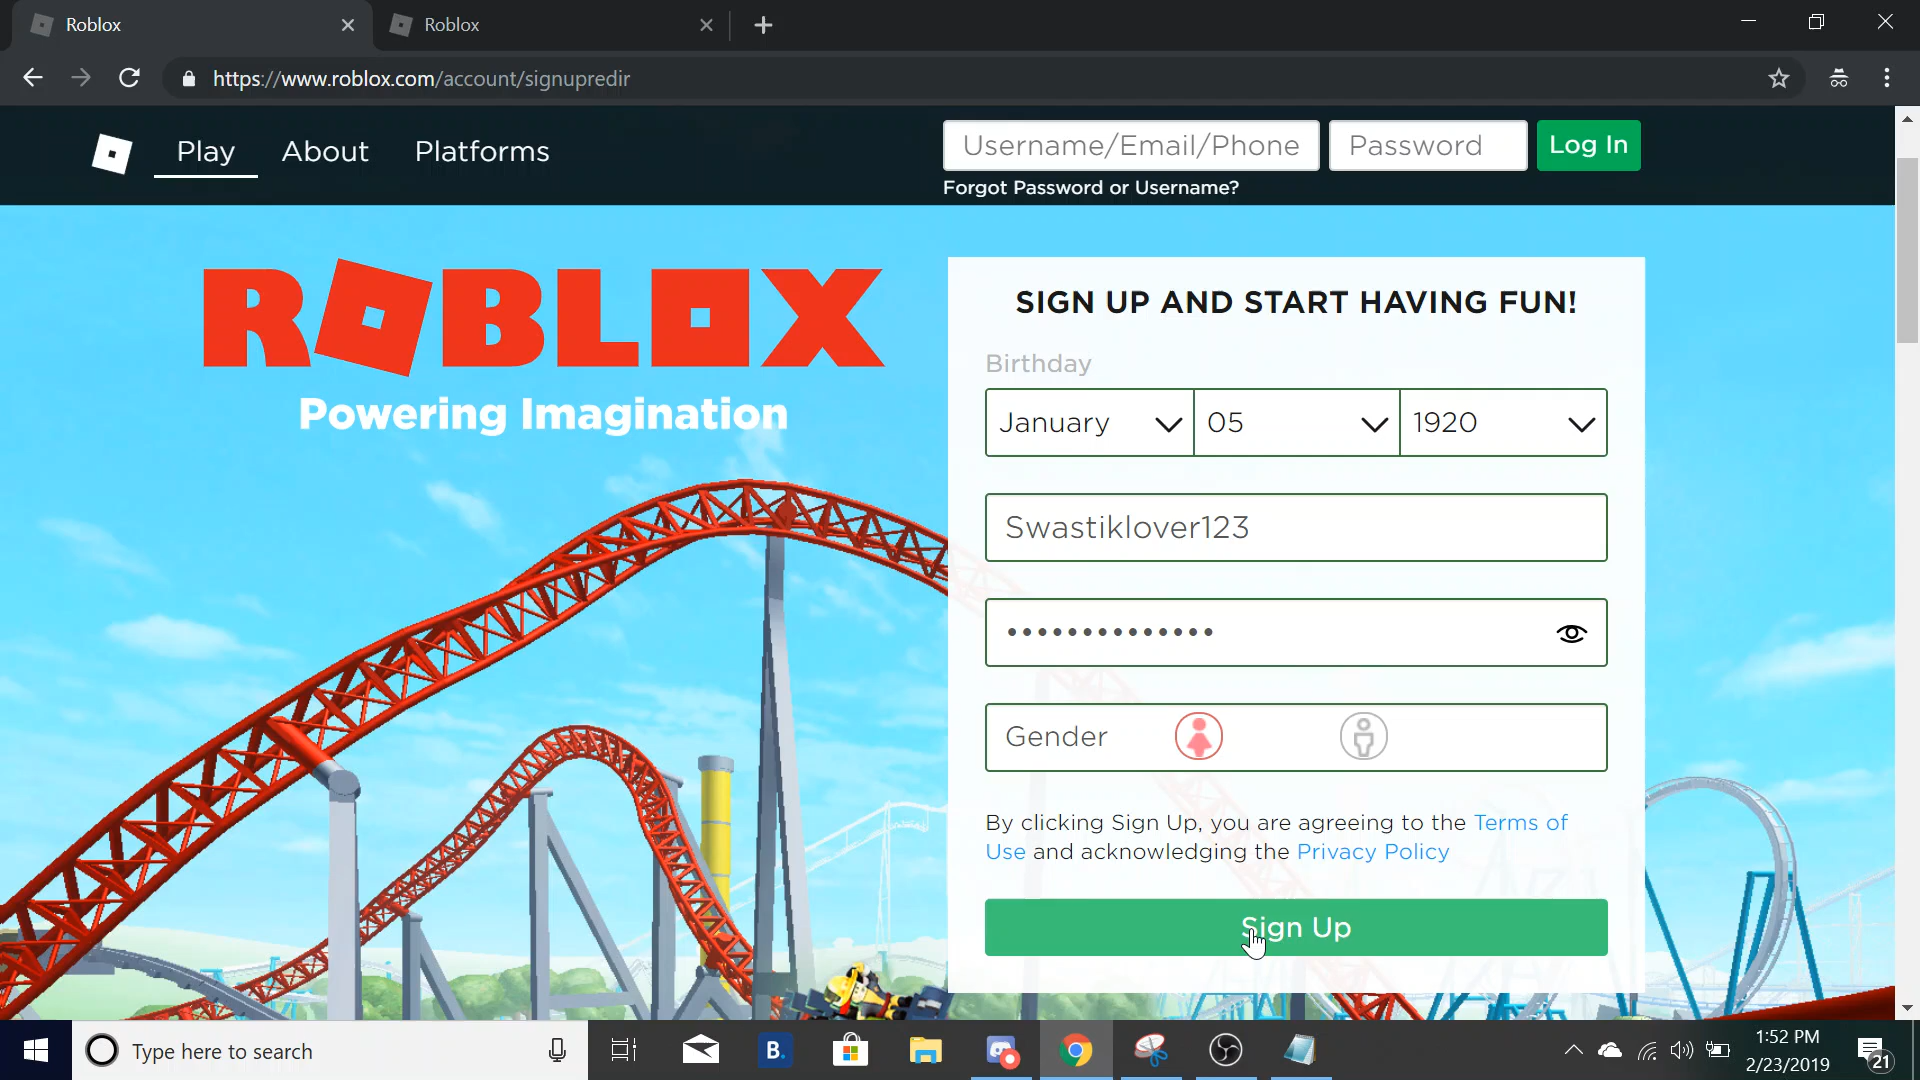 Roblox
Roblox
https://www.roblox.com/account/signupredir
Play
About
Platforms
Username/Email/Phone
Password
Log In
Forgot Password or Username?
ROBLOX
Powering Imagination
SIGN UP AND START HAVING FUN!
Birthday
January
05
1920
Swastiklover123
••••••••••••••
Gender
By clicking Sign Up, you are agreeing to the Terms of
Use and acknowledging the Privacy Policy
Sign Up
Type here to search
B.
1:52 PM
2/23/2019
21